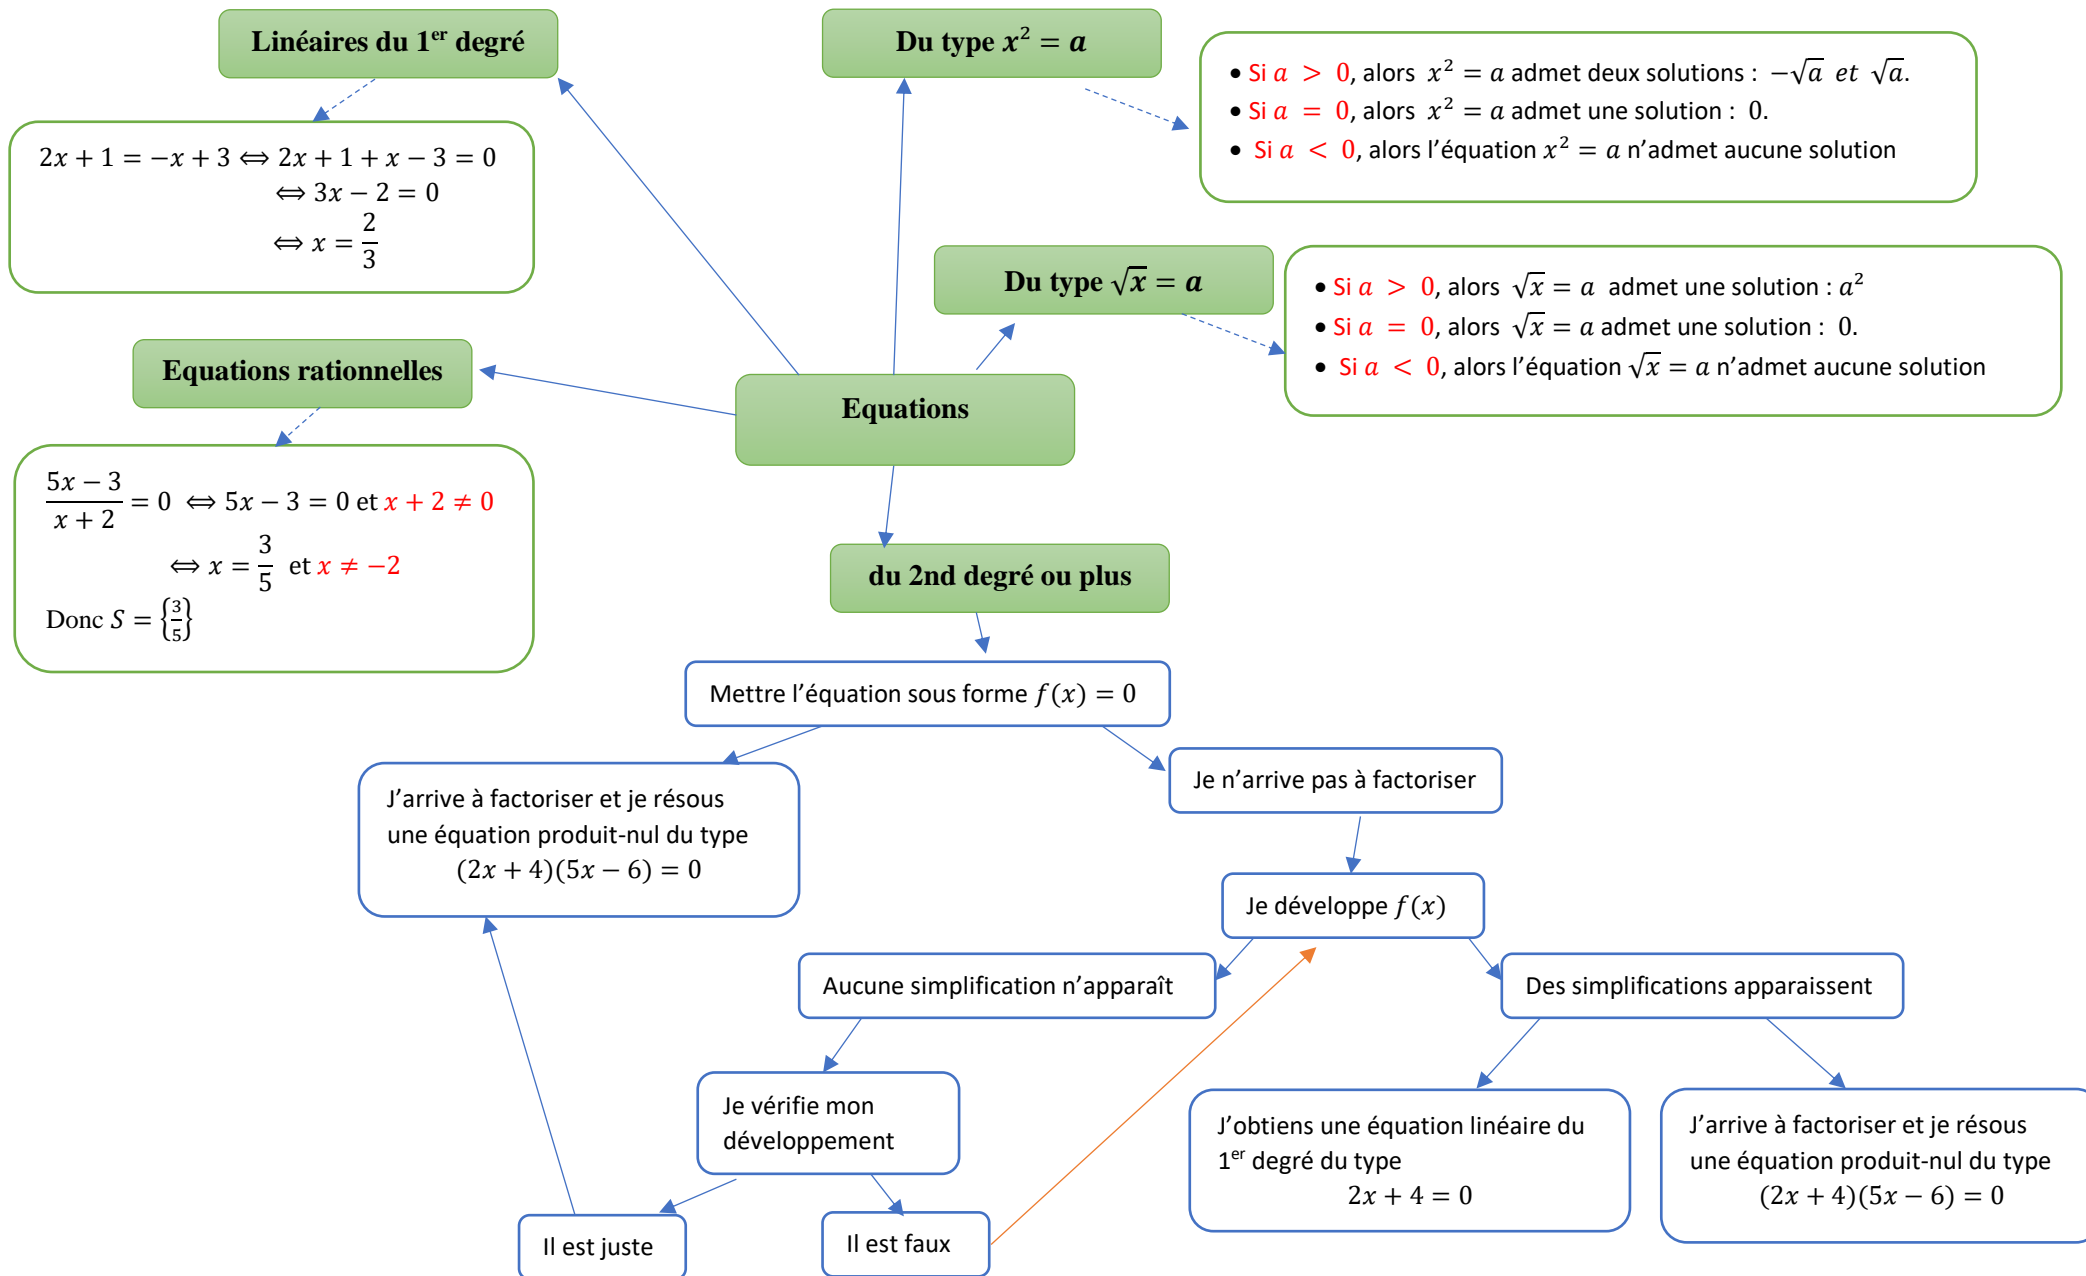 Linéaires du 1er degré
Du type x² = a
• Si a > 0, alors x² = a admet deux solutions : −√a et √a.
• Si a = 0, alors x² = a admet une solution : 0.
• Si a < 0, alors l’équation x² = a n’admet aucune solution
2x + 1 = −x + 3 ⟺ 2x + 1 + x − 3 = 0
⟺ 3x − 2 = 0
⟺ x = 2/3
Du type √x = a
• Si a > 0, alors √x = a admet une solution : a²
• Si a = 0, alors √x = a admet une solution : 0.
• Si a < 0, alors l’équation √x = a n’admet aucune solution
Equations rationnelles
Equations
(5x − 3)/(x + 2) = 0 ⟺ 5x − 3 = 0 et x + 2 ≠ 0
⟺ x = 3/5 et x ≠ −2
Donc S = {3/5}
du 2nd degré ou plus
Mettre l’équation sous forme f(x) = 0
J’arrive à factoriser et je résous
une équation produit-nul du type
(2x + 4)(5x − 6) = 0
Je n’arrive pas à factoriser
Je développe f(x)
Aucune simplification n’apparaît
Des simplifications apparaissent
Je vérifie mon
développement
J’obtiens une équation linéaire du
1er degré du type
2x + 4 = 0
J’arrive à factoriser et je résous
une équation produit-nul du type
(2x + 4)(5x − 6) = 0
Il est juste
Il est faux